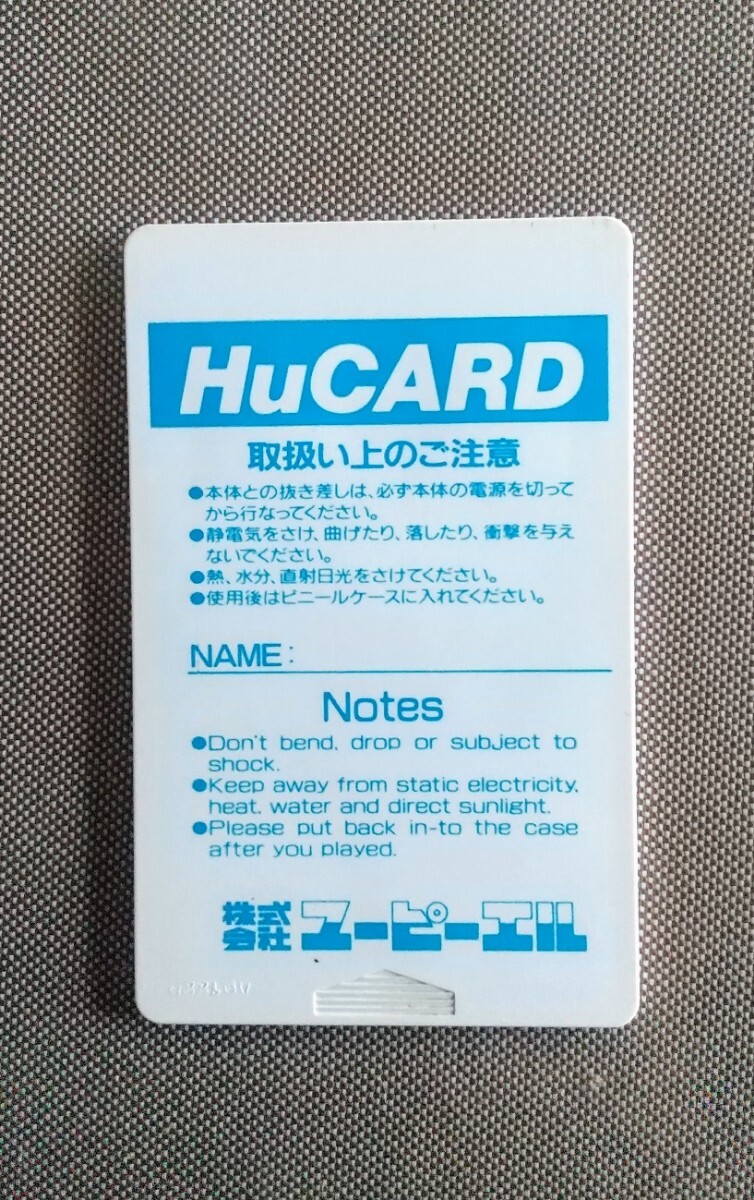 HuCARD
取扱い上のご注意
●本体との抜き差しは、必ず本体の電源を切って
から行なってください。
●静電気をさけ、曲げたり、落したり、衝撃を与え
ないでください。
●熱、水分、直射日光をさけてください。
●使用後はビニールケースに入れてください。
NAME:
Notes
●Don't bend, drop or subject to
shock.
●Keep away from static electricity,
heat, water and direct sunlight.
●Please put back in-to the case
after you played.
株式会社 ユーピーエル